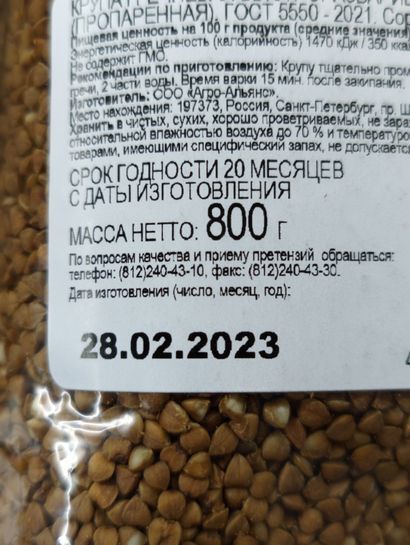 (ПРОПАРЕННАЯ), ГОСТ 5550 - 2021.
Пищевая ценность на 100 г продукта (средние значения)
Энергетическая ценность (калорийность) 1470 кДж / 350 ккал
Не содержит ГМО.
Рекомендации по приготовлению: Крупу тщательно пром
гречи, 2 части воды. Время варки 15 мин. после закипания.
Изготовитель: ООО «Агро-Альянс».
Место нахождения: 197373, Россия, Санкт-Петербург, пр. Ш
Хранить в чистых, сухих, хорошо проветриваемых, не зара
относительной влажностью воздуха до 70 % и температуро
товарами, имеющими специфический запах, не допускается
СРОК ГОДНОСТИ 20 МЕСЯЦЕВ
С ДАТЫ ИЗГОТОВЛЕНИЯ
МАССА НЕТТО: 800 г
По вопросам качества и приему претензий обращаться:
телефон: (812)240-43-10, факс: (812)240-43-30.
Дата изготовления (число, месяц, год):
28.02.2023